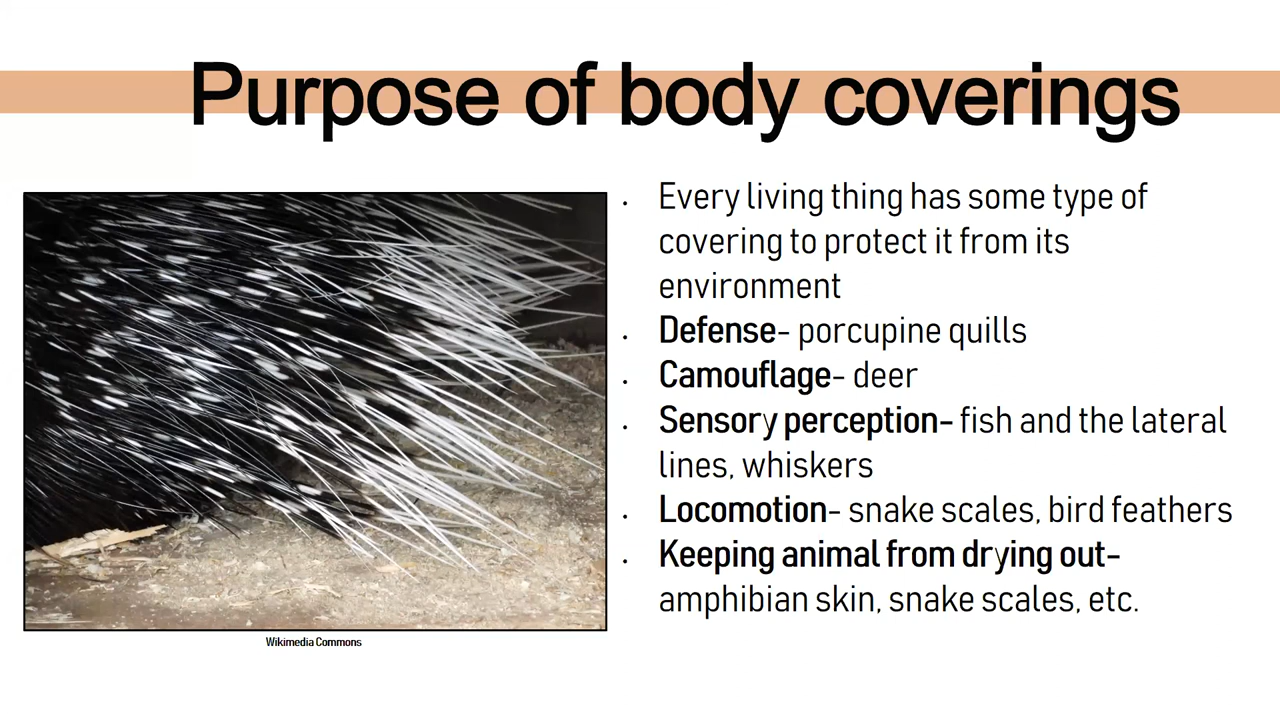 Purpose of body coverings
• Every living thing has some type of
covering to protect it from its
environment
• Defense- porcupine quills
• Camouflage- deer
• Sensory perception- fish and the lateral
lines, whiskers
• Locomotion- snake scales, bird feathers
• Keeping animal from drying out-
amphibian skin, snake scales, etc.
Wikimedia Commons